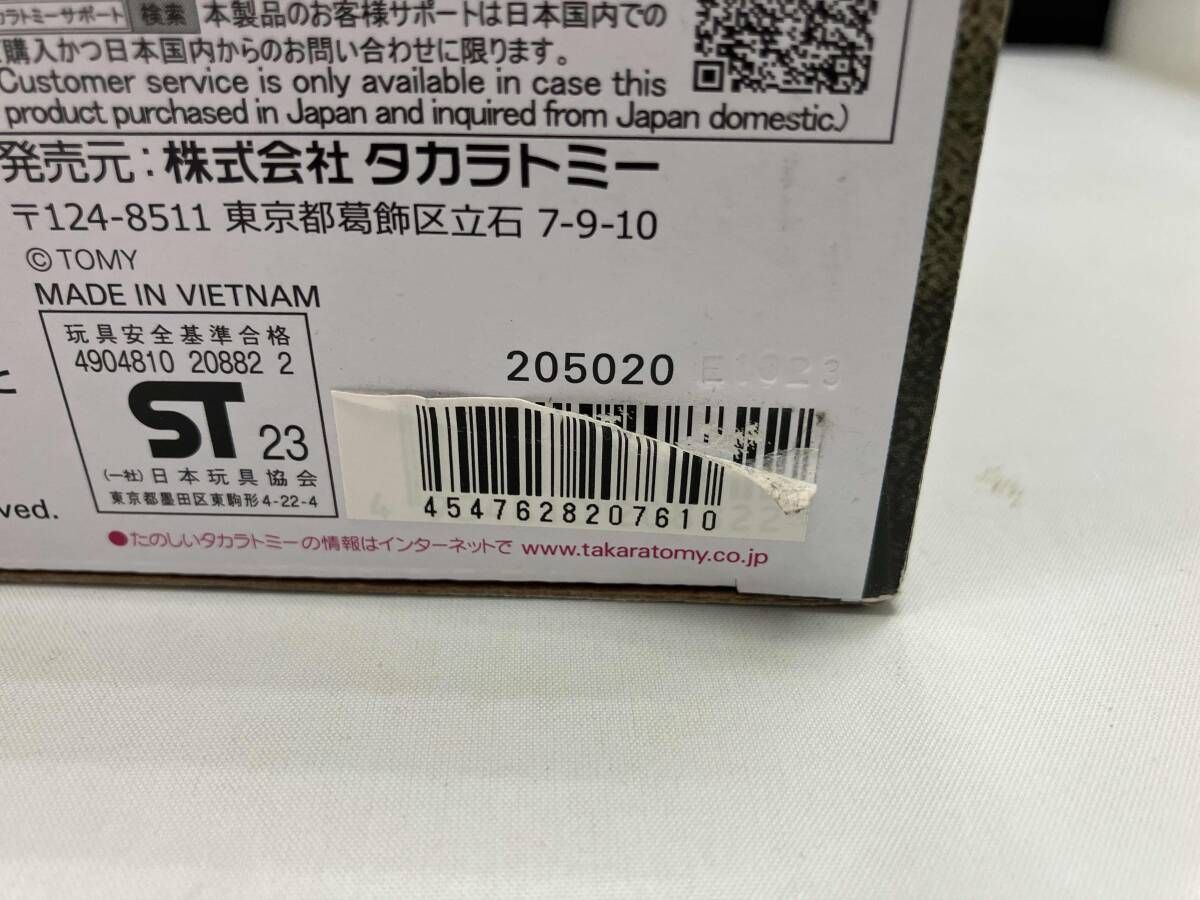 ラトミーサポート 検索 本製品のお客様サポートは日本国内での
購入かつ日本国内からのお問い合わせに限ります。
Customer service is only available in case this
product purchased in Japan and inquired from Japan domestic.)
発売元：株式会社 タカラトミー
〒124-8511 東京都葛飾区立石 7-9-10
© TOMY
MADE IN VIETNAM
玩具安全基準合格
4904810 20882 2
ST 23
(一社)日本玩具協会
東京都墨田区東駒形4-22-4
205020 E1023
4547628207610
4
22
と
ved.
●たのしいタカラトミーの情報はインターネットで www.takaratomy.co.jp